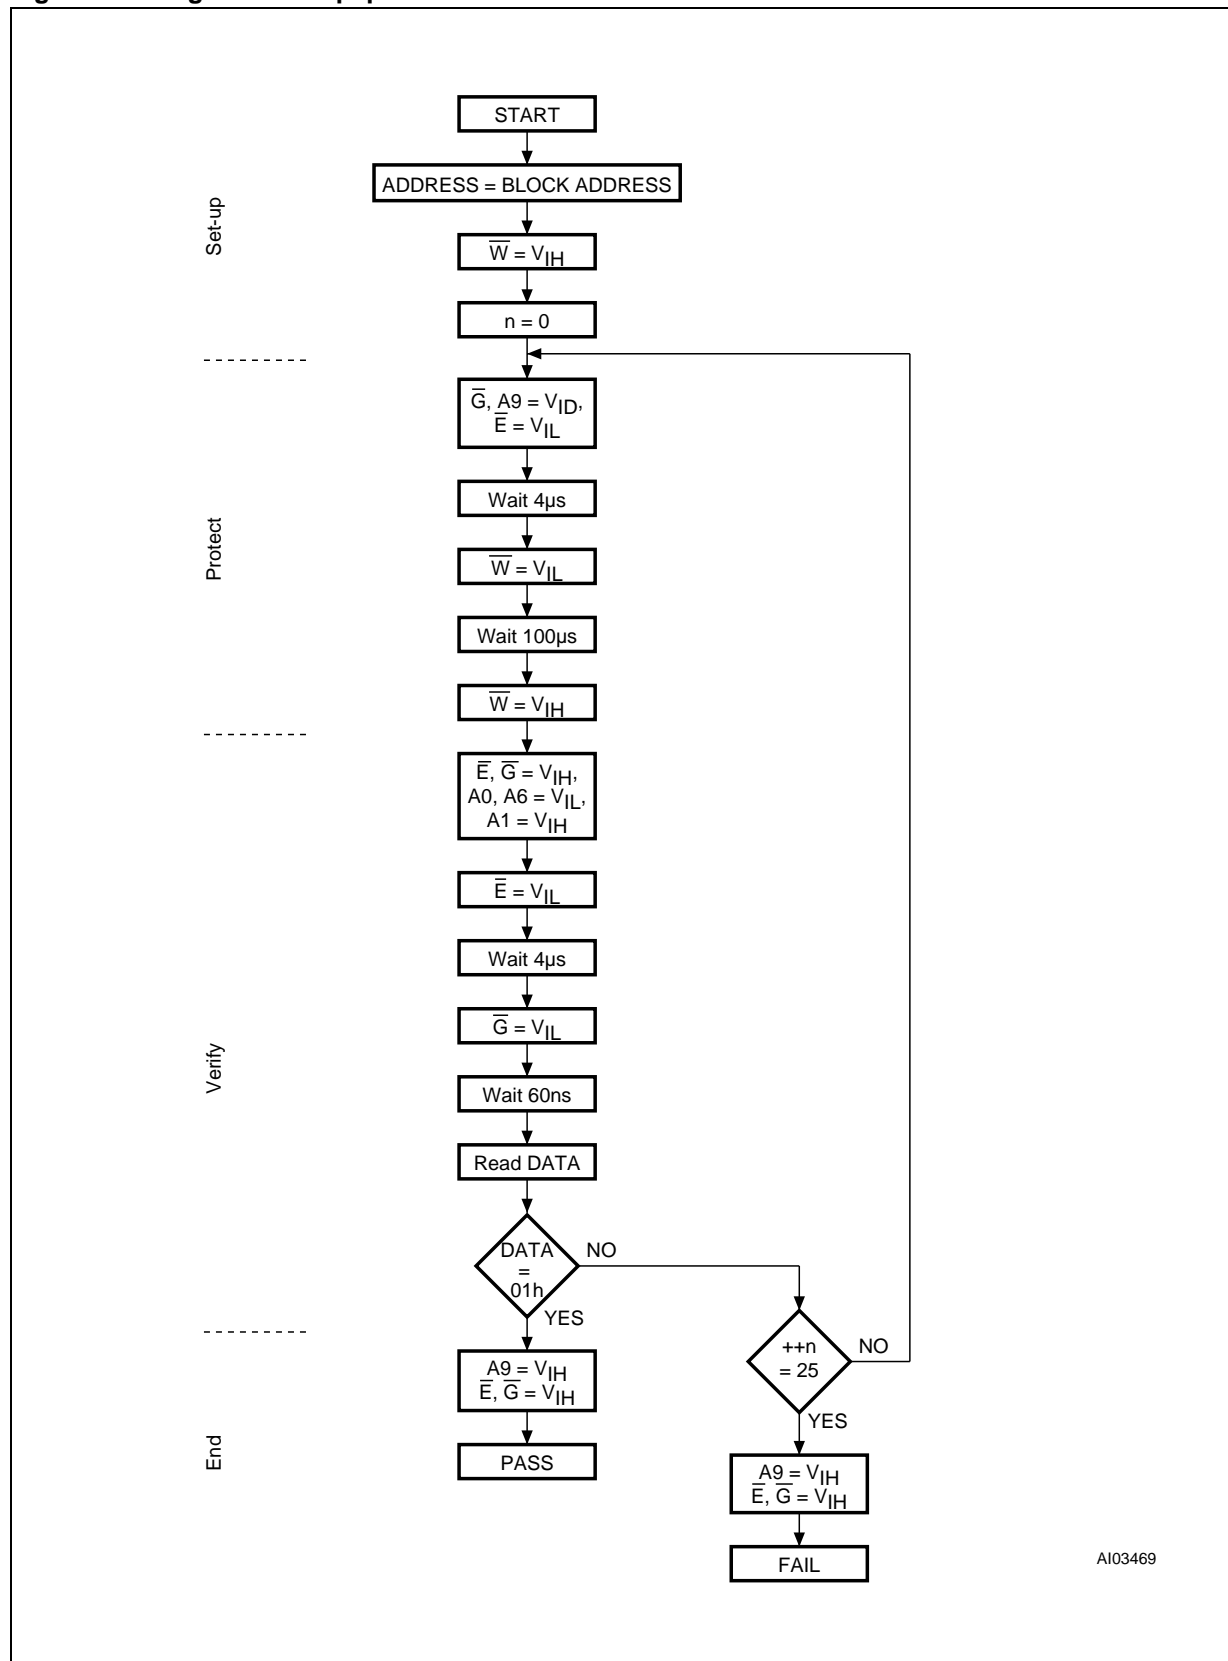 START
ADDRESS = BLOCK ADDRESS
Set-up
W̅ = VIH
n = 0
G̅, A9 = VID,
E̅ = VIL
Wait 4µs
Protect
W̅ = VIL
Wait 100µs
W̅ = VIH
E̅, G̅ = VIH,
A0, A6 = VIL,
A1 = VIH
E̅ = VIL
Wait 4µs
G̅ = VIL
Verify
Wait 60ns
Read DATA
DATA
=
01h
NO
YES
++n
= 25
NO
YES
A9 = VIH
E̅, G̅ = VIH
End
PASS
A9 = VIH
E̅, G̅ = VIH
FAIL
AI03469